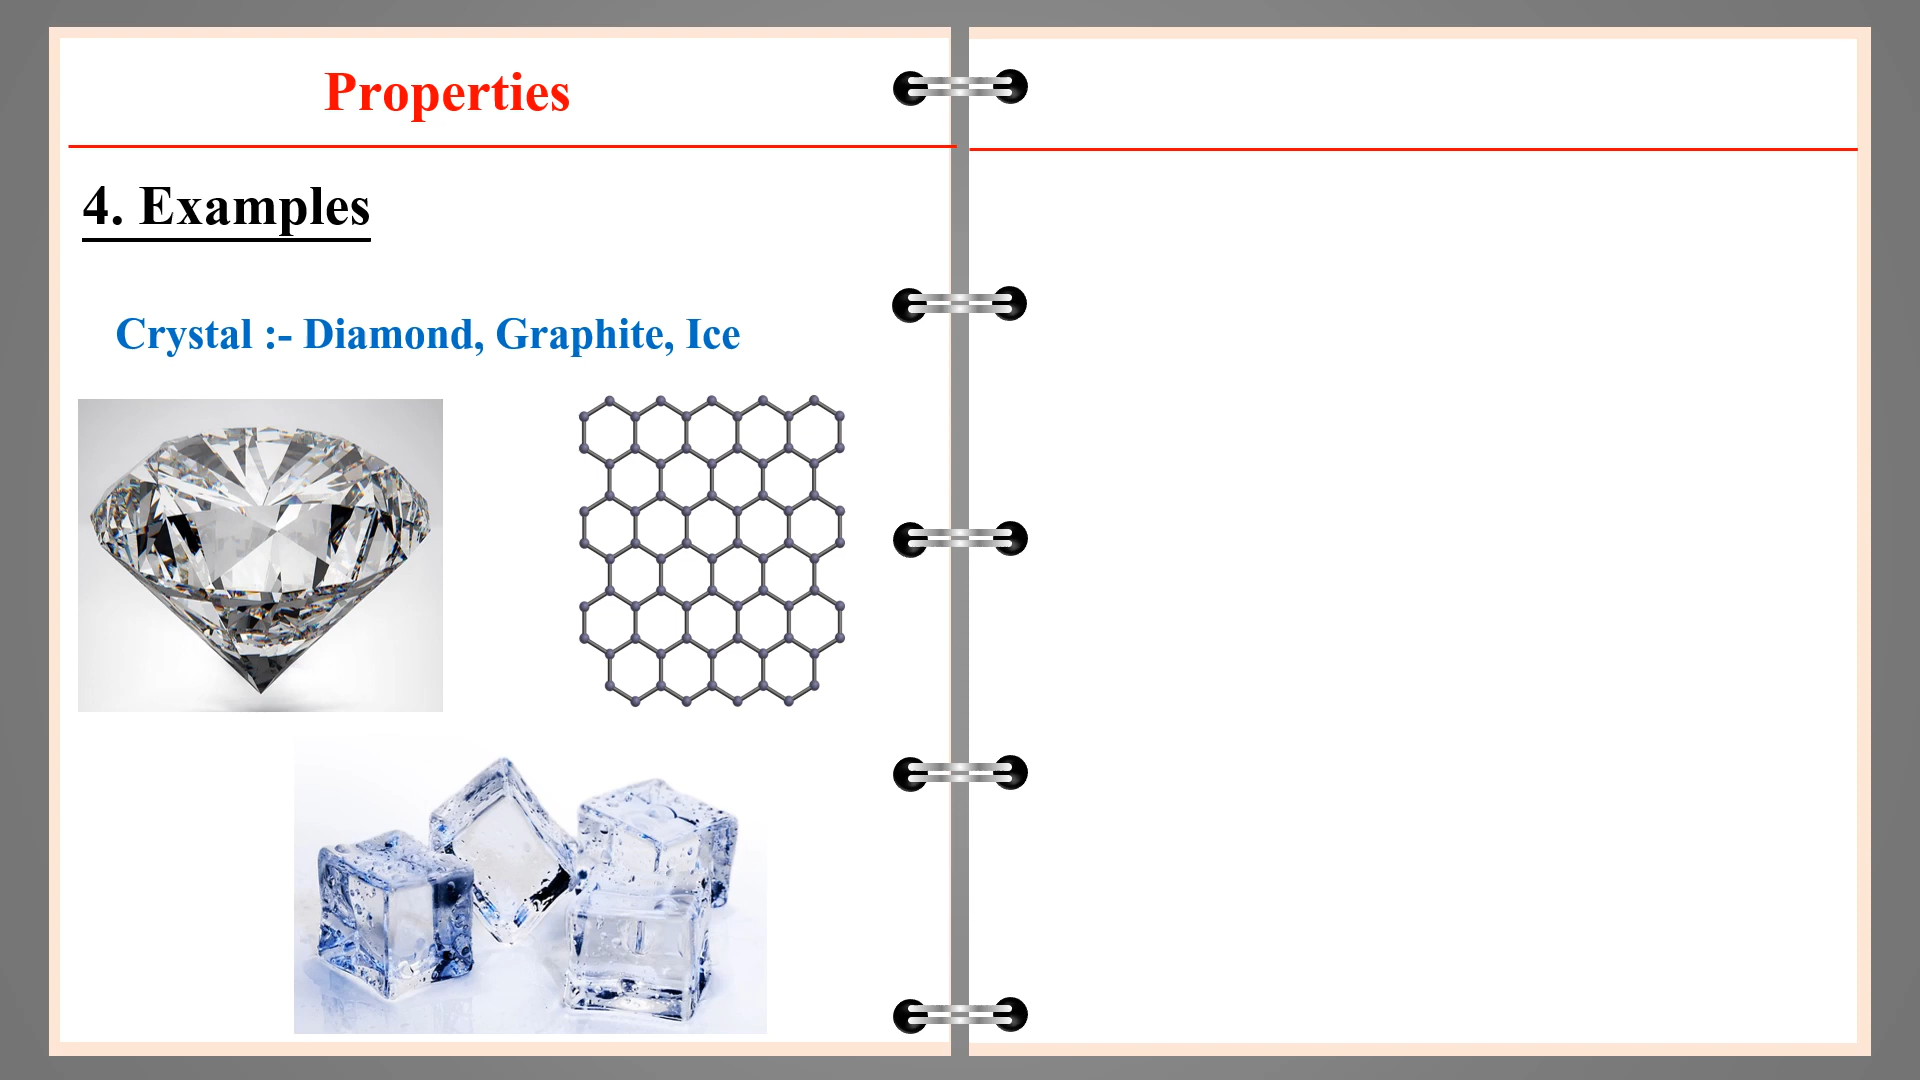 Properties
4. Examples
Crystal :- Diamond, Graphite, Ice